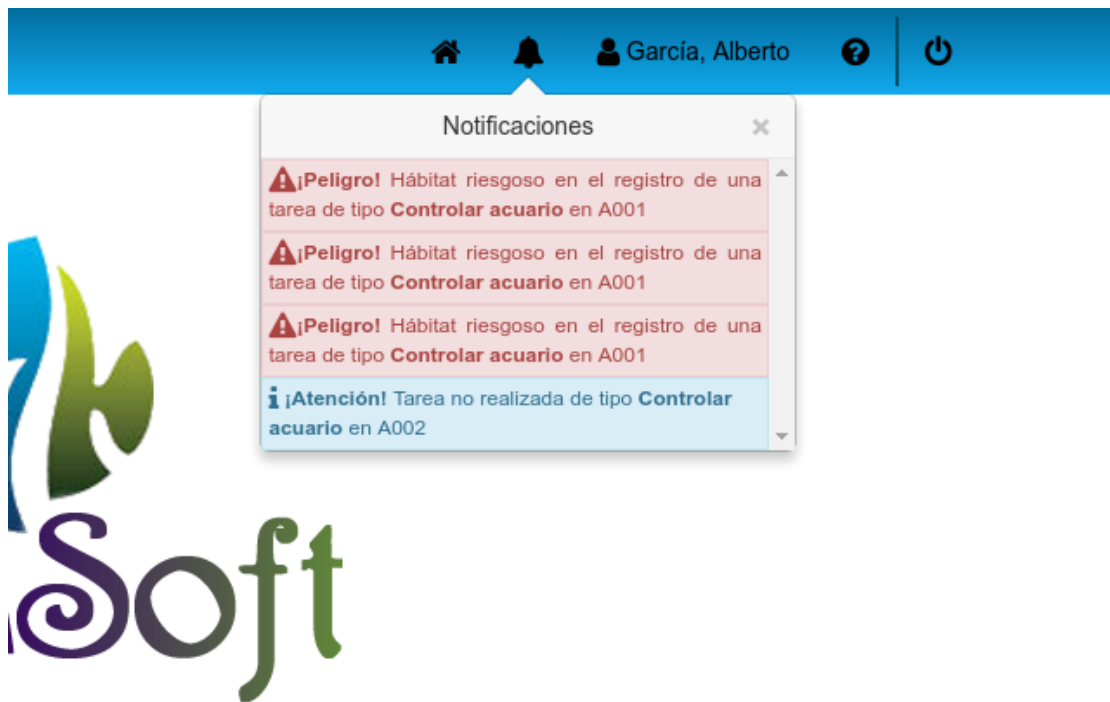 García, Alberto
Notificaciones
¡Peligro! Hábitat riesgoso en el registro de una
tarea de tipo Controlar acuario en A001
¡Peligro! Hábitat riesgoso en el registro de una
tarea de tipo Controlar acuario en A001
¡Peligro! Hábitat riesgoso en el registro de una
tarea de tipo Controlar acuario en A001
¡Atención! Tarea no realizada de tipo Controlar
acuario en A002
Soft